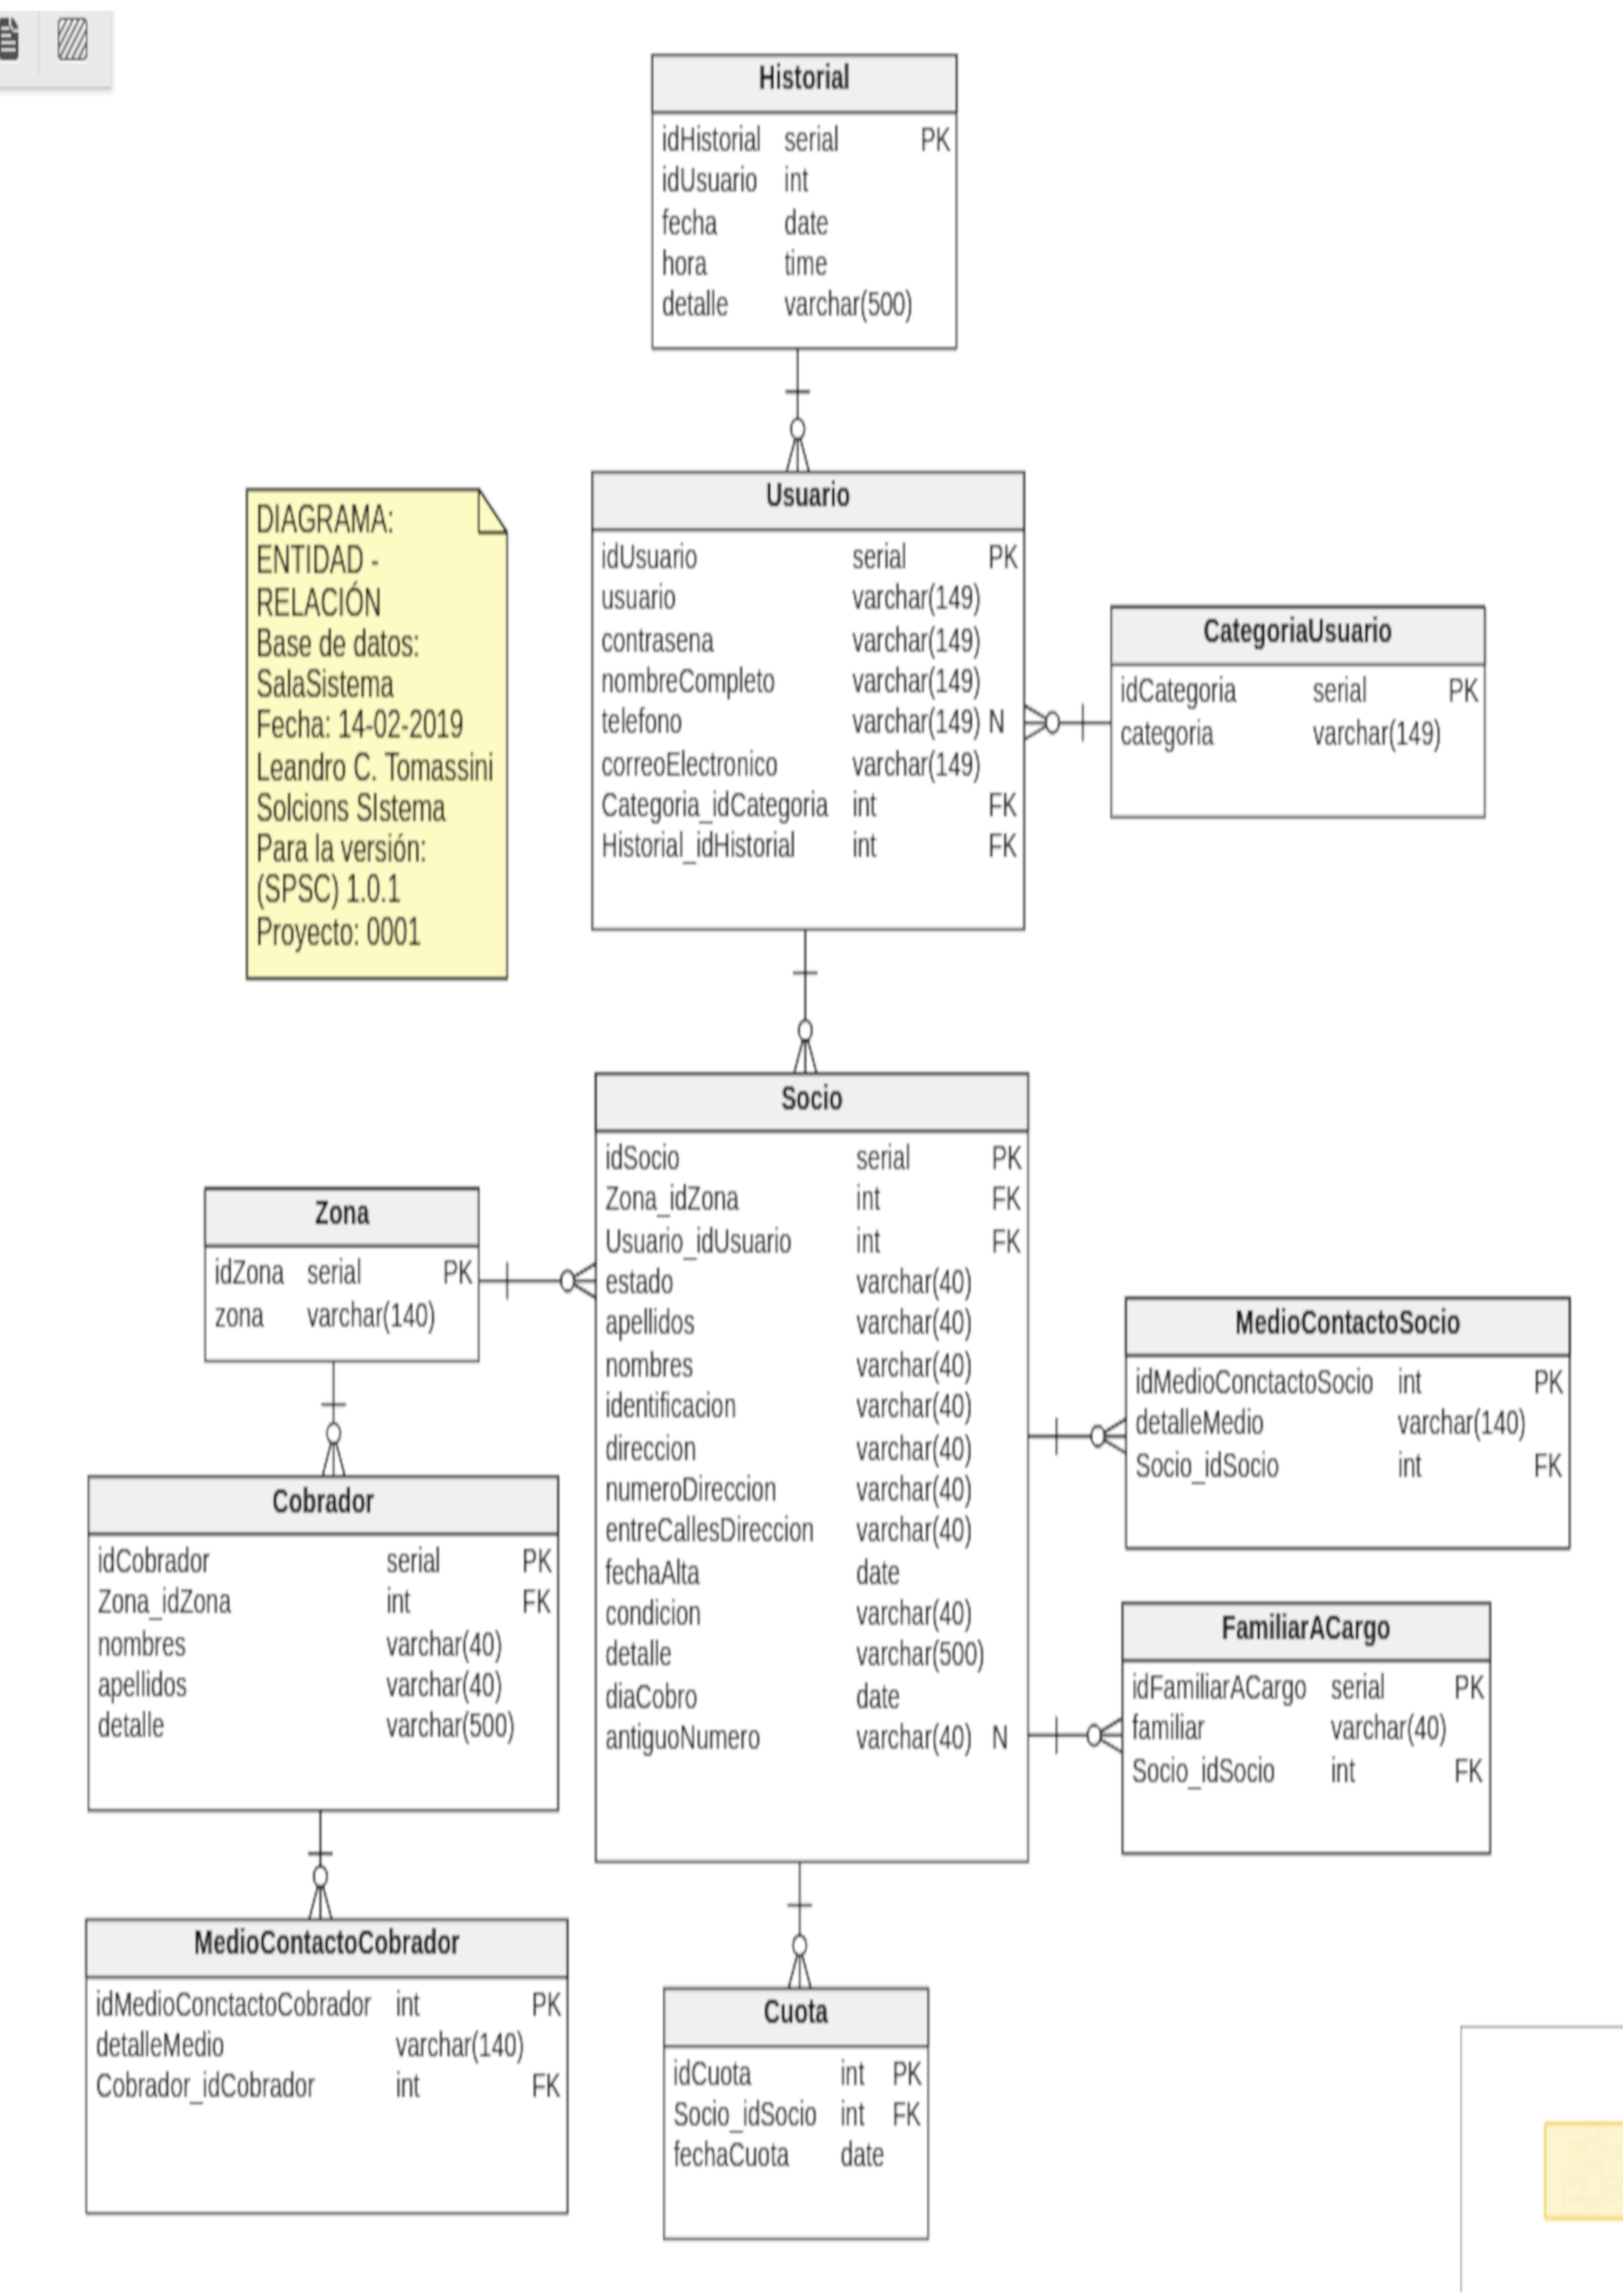 Historial
idHistorial serial PK
idUsuario int
fecha date
hora time
detalle varchar(500)
DIAGRAMA:
ENTIDAD -
RELACIÓN
Base de datos:
SalaSistema
Fecha: 14-02-2019
Leandro C. Tomassini
Solcions SIstema
Para la versión:
(SPSC) 1.0.1
Proyecto: 0001
Usuario
idUsuario serial PK
usuario varchar(149)
contrasena varchar(149)
nombreCompleto varchar(149)
telefono varchar(149) N
correoElectronico varchar(149)
Categoria_idCategoria int FK
Historial_idHistorial int FK
CategoriaUsuario
idCategoria serial PK
categoria varchar(149)
Socio
idSocio serial PK
Zona_idZona int FK
Usuario_idUsuario int FK
estado varchar(40)
apellidos varchar(40)
nombres varchar(40)
identificacion varchar(40)
direccion varchar(40)
numeroDireccion varchar(40)
entreCallesDireccion varchar(40)
fechaAlta date
condicion varchar(40)
detalle varchar(500)
diaCobro date
antiguoNumero varchar(40) N
Zona
idZona serial PK
zona varchar(140)
MedioContactoSocio
idMedioConctactoSocio int PK
detalleMedio varchar(140)
Socio_idSocio int FK
Cobrador
idCobrador serial PK
Zona_idZona int FK
nombres varchar(40)
apellidos varchar(40)
detalle varchar(500)
FamiliarACargo
idFamiliarACargo serial PK
familiar varchar(40)
Socio_idSocio int FK
MedioContactoCobrador
idMedioConctactoCobrador int PK
detalleMedio varchar(140)
Cobrador_idCobrador int FK
Cuota
idCuota int PK
Socio_idSocio int FK
fechaCuota date